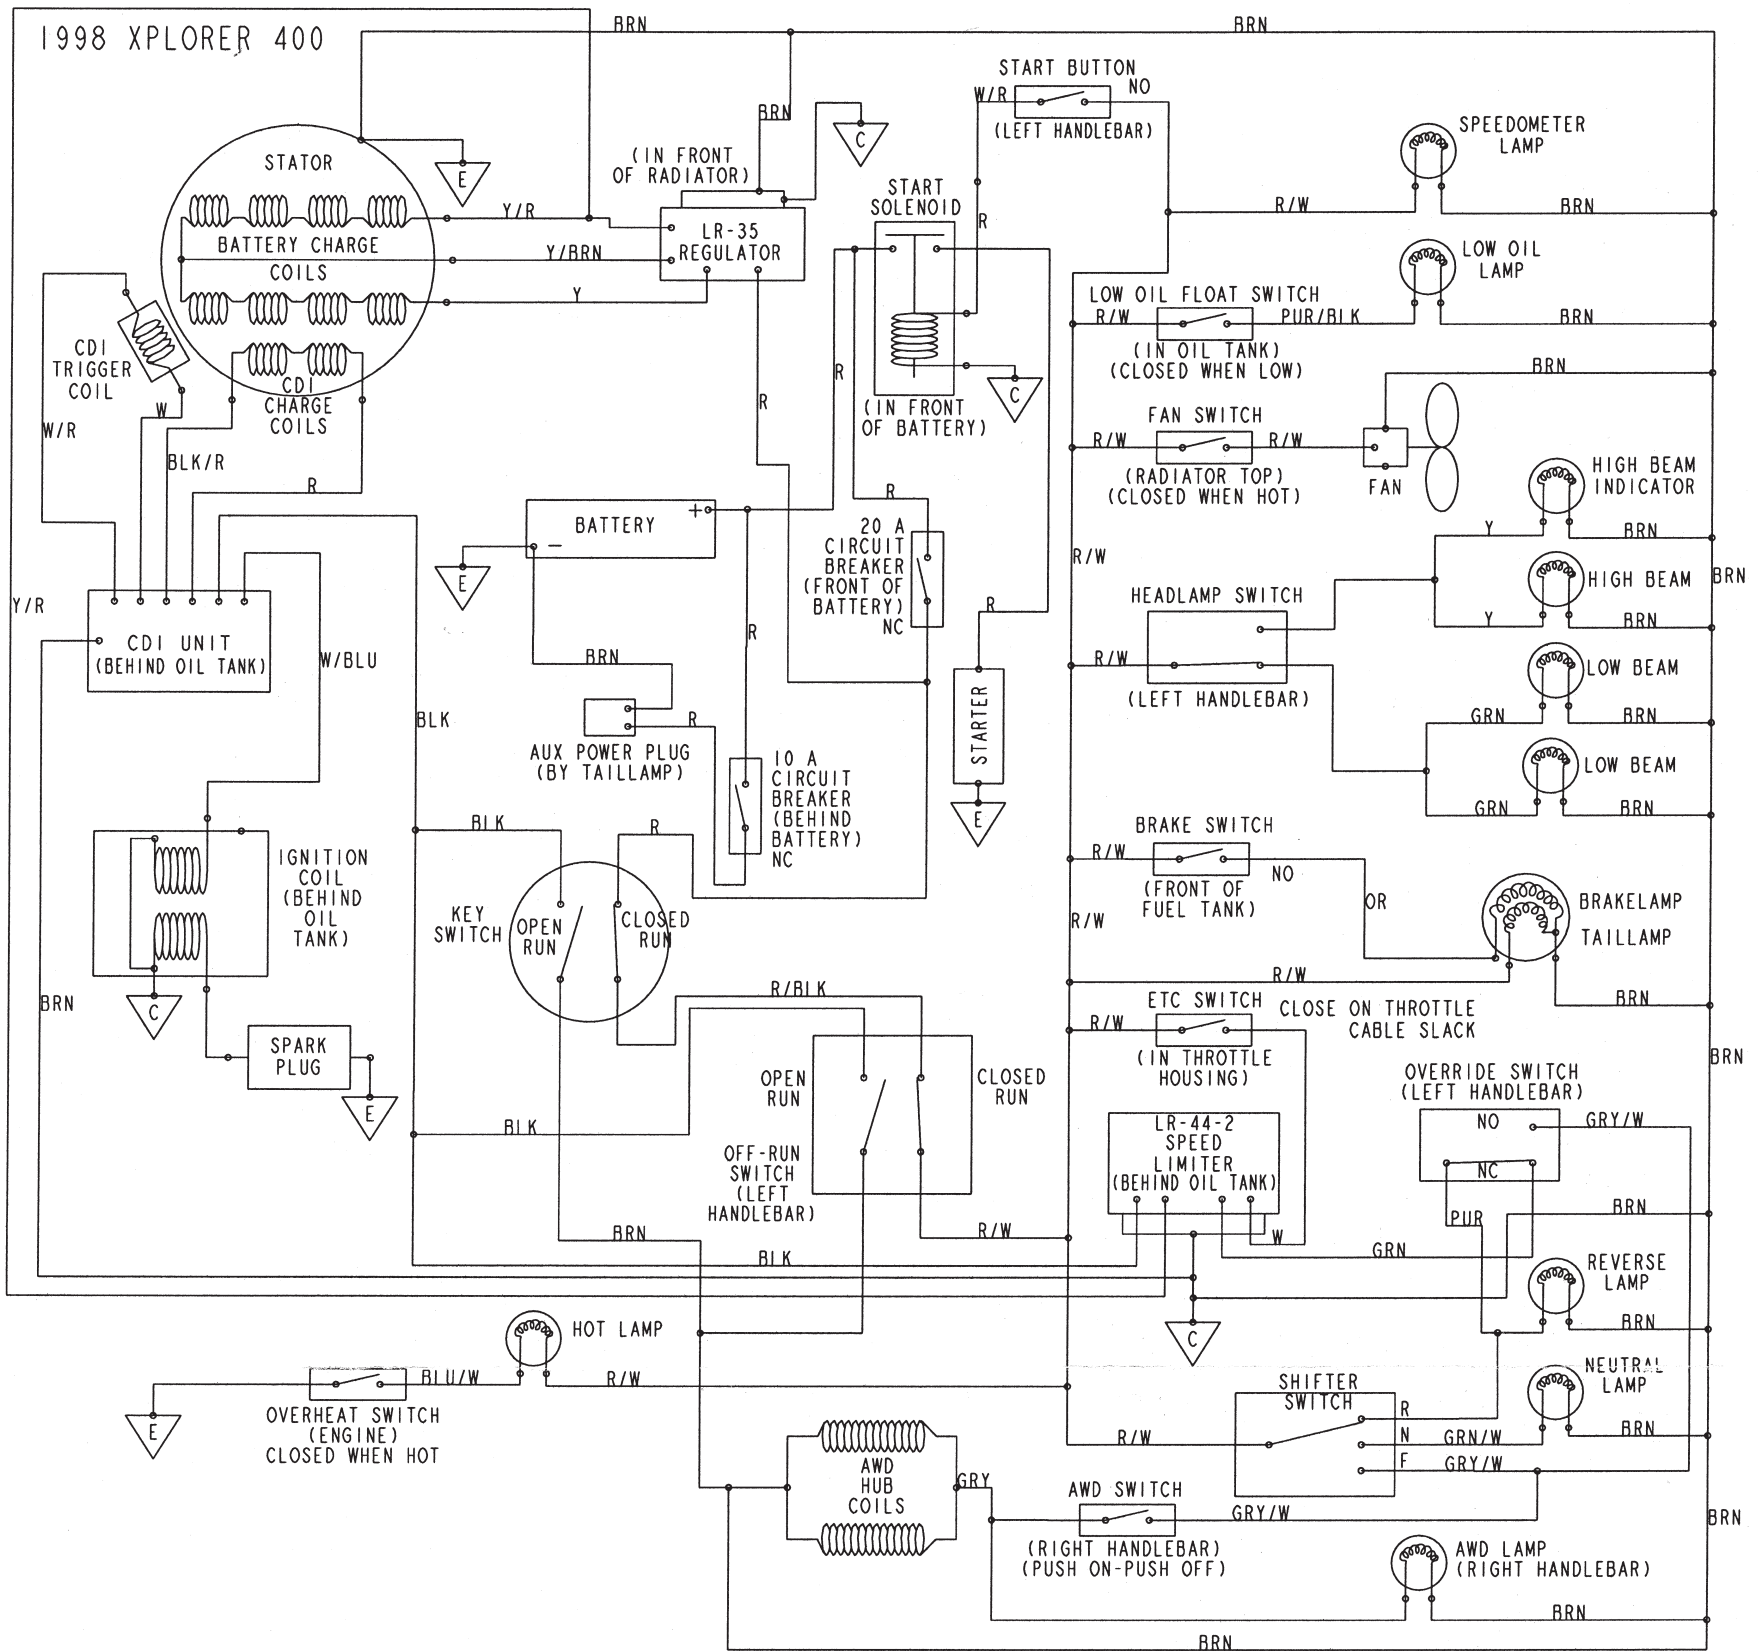 1998 XPLORER 400
BRN
BRN
START BUTTON
NO
W/R
(LEFT HANDLEBAR)
BRN
C
SPEEDOMETER
LAMP
STATOR
E
(IN FRONT
OF RADIATOR)
START
SOLENOID
R
R/W
BRN
Y/R
LR-35
REGULATOR
BATTERY CHARGE
COILS
Y/BRN
Y
LOW OIL
LAMP
LOW OIL FLOAT SWITCH
R/W
PUR/BLK
BRN
(IN OIL TANK)
(CLOSED WHEN LOW)
CDI
TRIGGER
COIL
CDI
CHARGE
COILS
R
R
C
(IN FRONT
OF BATTERY)
BRN
W
W/R
FAN SWITCH
R/W
R/W
(RADIATOR TOP)
(CLOSED WHEN HOT)
FAN
BLK/R
R
HIGH BEAM
INDICATOR
R
BATTERY
+
-
E
20 A
CIRCUIT
BREAKER
(FRONT OF
BATTERY)
NC
R/W
Y
BRN
HIGH BEAM
BRN
HEADLAMP SWITCH
Y
BRN
Y/R
CDI UNIT
(BEHIND OIL TANK)
W/BLU
R
R
BRN
R/W
(LEFT HANDLEBAR)
LOW BEAM
GRN
BRN
BLK
R
AUX POWER PLUG
(BY TAILLAMP)
STARTER
E
10 A
CIRCUIT
BREAKER
(BEHIND
BATTERY)
NC
LOW BEAM
GRN
BRN
BLK
R
BRAKE SWITCH
R/W
NO
(FRONT OF
FUEL TANK)
IGNITION
COIL
(BEHIND
OIL
TANK)
KEY
SWITCH
OPEN
RUN
CLOSED
RUN
R/W
OR
BRAKELAMP
TAILLAMP
R/W
BRN
BRN
C
R/BLK
ETC SWITCH
R/W
CLOSE ON THROTTLE
CABLE SLACK
(IN THROTTLE
HOUSING)
SPARK
PLUG
E
OPEN
RUN
CLOSED
RUN
BRN
OVERRIDE SWITCH
(LEFT HANDLEBAR)
NO
GRY/W
NC
BLK
OFF-RUN
SWITCH
(LEFT
HANDLEBAR)
LR-44-2
SPEED
LIMITER
(BEHIND OIL TANK)
PUR
BRN
BRN
R/W
W
GRN
BLK
REVERSE
LAMP
BRN
C
HOT LAMP
BLU/W
R/W
E
OVERHEAT SWITCH
(ENGINE)
CLOSED WHEN HOT
NEUTRAL
LAMP
SHIFTER
SWITCH
R
N
F
R/W
GRN/W
BRN
GRY/W
AWD
HUB
COILS
GRY
AWD SWITCH
GRY/W
BRN
(RIGHT HANDLEBAR)
(PUSH ON-PUSH OFF)
AWD LAMP
(RIGHT HANDLEBAR)
BRN
BRN